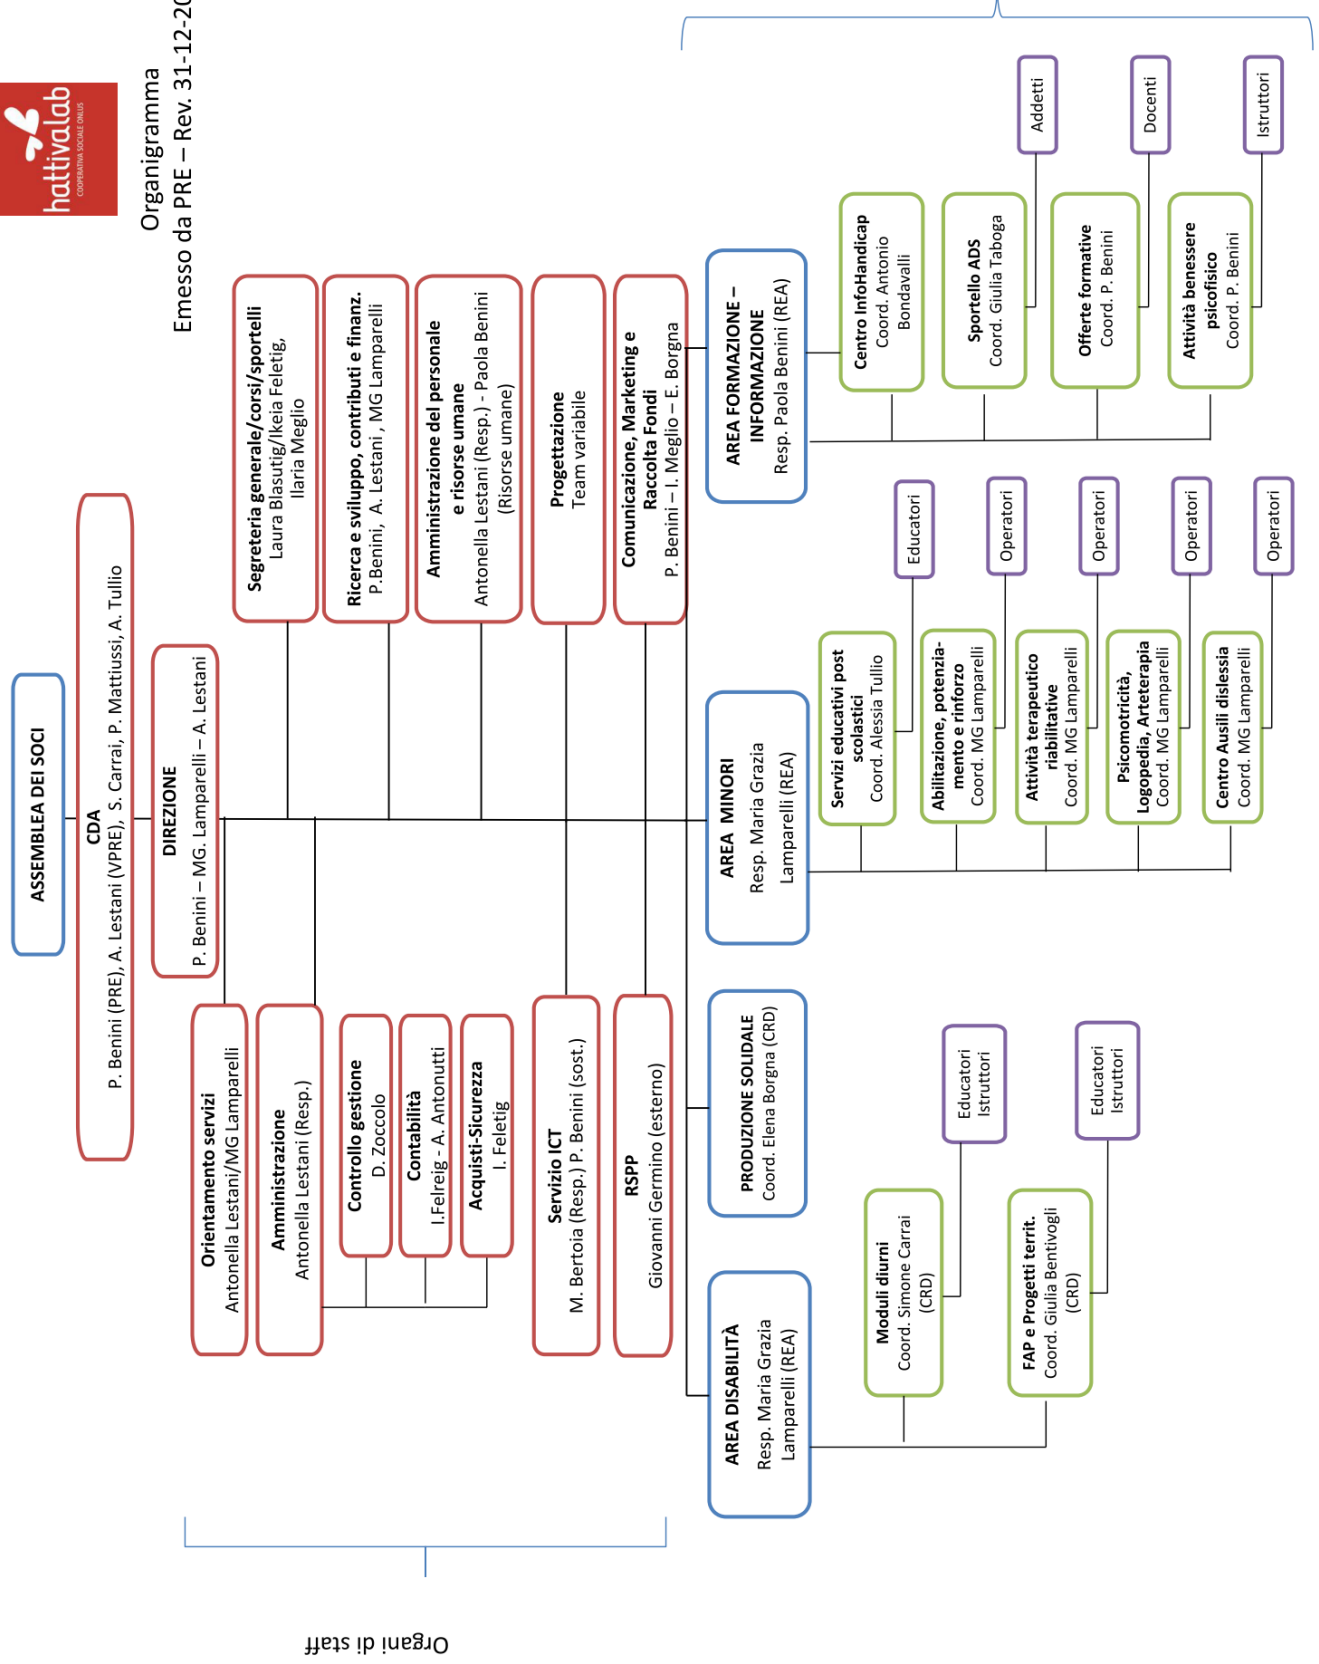 hattivalab
COOPERATIVA SOCIALE ONLUS
Organigramma
Emesso da PRE – Rev. 31-12-20
ASSEMBLEA DEI SOCI
CDA
P. Benini (PRE), A. Lestani (VPRE), S. Carrai, P. Mattiussi, A. Tullio
DIREZIONE
P. Benini – MG. Lamparelli – A. Lestani
Orientamento servizi
Antonella Lestani/MG Lamparelli
Amministrazione
Antonella Lestani (Resp.)
Controllo gestione
D. Zoccolo
Contabilità
I.Felreig - A. Antonutti
Acquisti-Sicurezza
I. Feletig
Servizio ICT
M. Bertoia (Resp.) P. Benini (sost.)
RSPP
Giovanni Germino (esterno)
Segreteria generale/corsi/sportelli
Laura Blasutig/Ikeia Feletig,
Ilaria Meglio
Ricerca e sviluppo, contributi e finanz.
P.Benini, A. Lestani , MG Lamparelli
Amministrazione del personale
e risorse umane
Antonella Lestani (Resp.) - Paola Benini
(Risorse umane)
Progettazione
Team variabile
Comunicazione, Marketing e
Raccolta Fondi
P. Benini – I. Meglio – E. Borgna
Organi di staff
AREA DISABILITÀ
Resp. Maria Grazia
Lamparelli (REA)
Moduli diurni
Coord. Simone Carrai
(CRD)
Educatori
Istruttori
FAP e Progetti territ.
Coord. Giulia Bentivogli
(CRD)
Educatori
Istruttori
PRODUZIONE SOLIDALE
Coord. Elena Borgna (CRD)
AREA MINORI
Resp. Maria Grazia
Lamparelli (REA)
Servizi educativi post
scolastici
Coord. Alessia Tullio
Educatori
Abilitazione, potenzia-
mento e rinforzo
Coord. MG Lamparelli
Operatori
Attività terapeutico
riabilitative
Coord. MG Lamparelli
Operatori
Psicomotricità,
Logopedia, Arteterapia
Coord. MG Lamparelli
Operatori
Centro Ausili dislessia
Coord. MG Lamparelli
Operatori
AREA FORMAZIONE –
INFORMAZIONE
Resp. Paola Benini (REA)
Centro InfoHandicap
Coord. Antonio
Bondavalli
Sportello ADS
Coord. Giulia Taboga
Addetti
Offerte formative
Coord. P. Benini
Docenti
Attività benessere
psicofisico
Coord. P. Benini
Istruttori